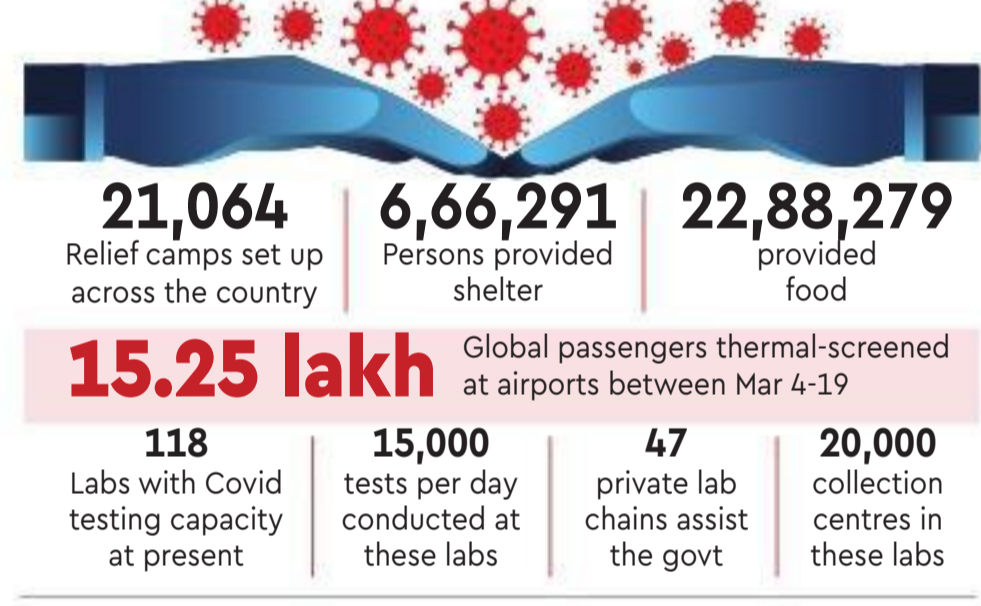 21,064
Relief camps set up
across the country
6,66,291
Persons provided
shelter
22,88,279
provided
food
15.25 lakh
Global passengers thermal-screened
at airports between Mar 4-19
118
Labs with Covid
testing capacity
at present
15,000
tests per day
conducted at
these labs
47
private lab
chains assist
the govt
20,000
collection
centres in
these labs